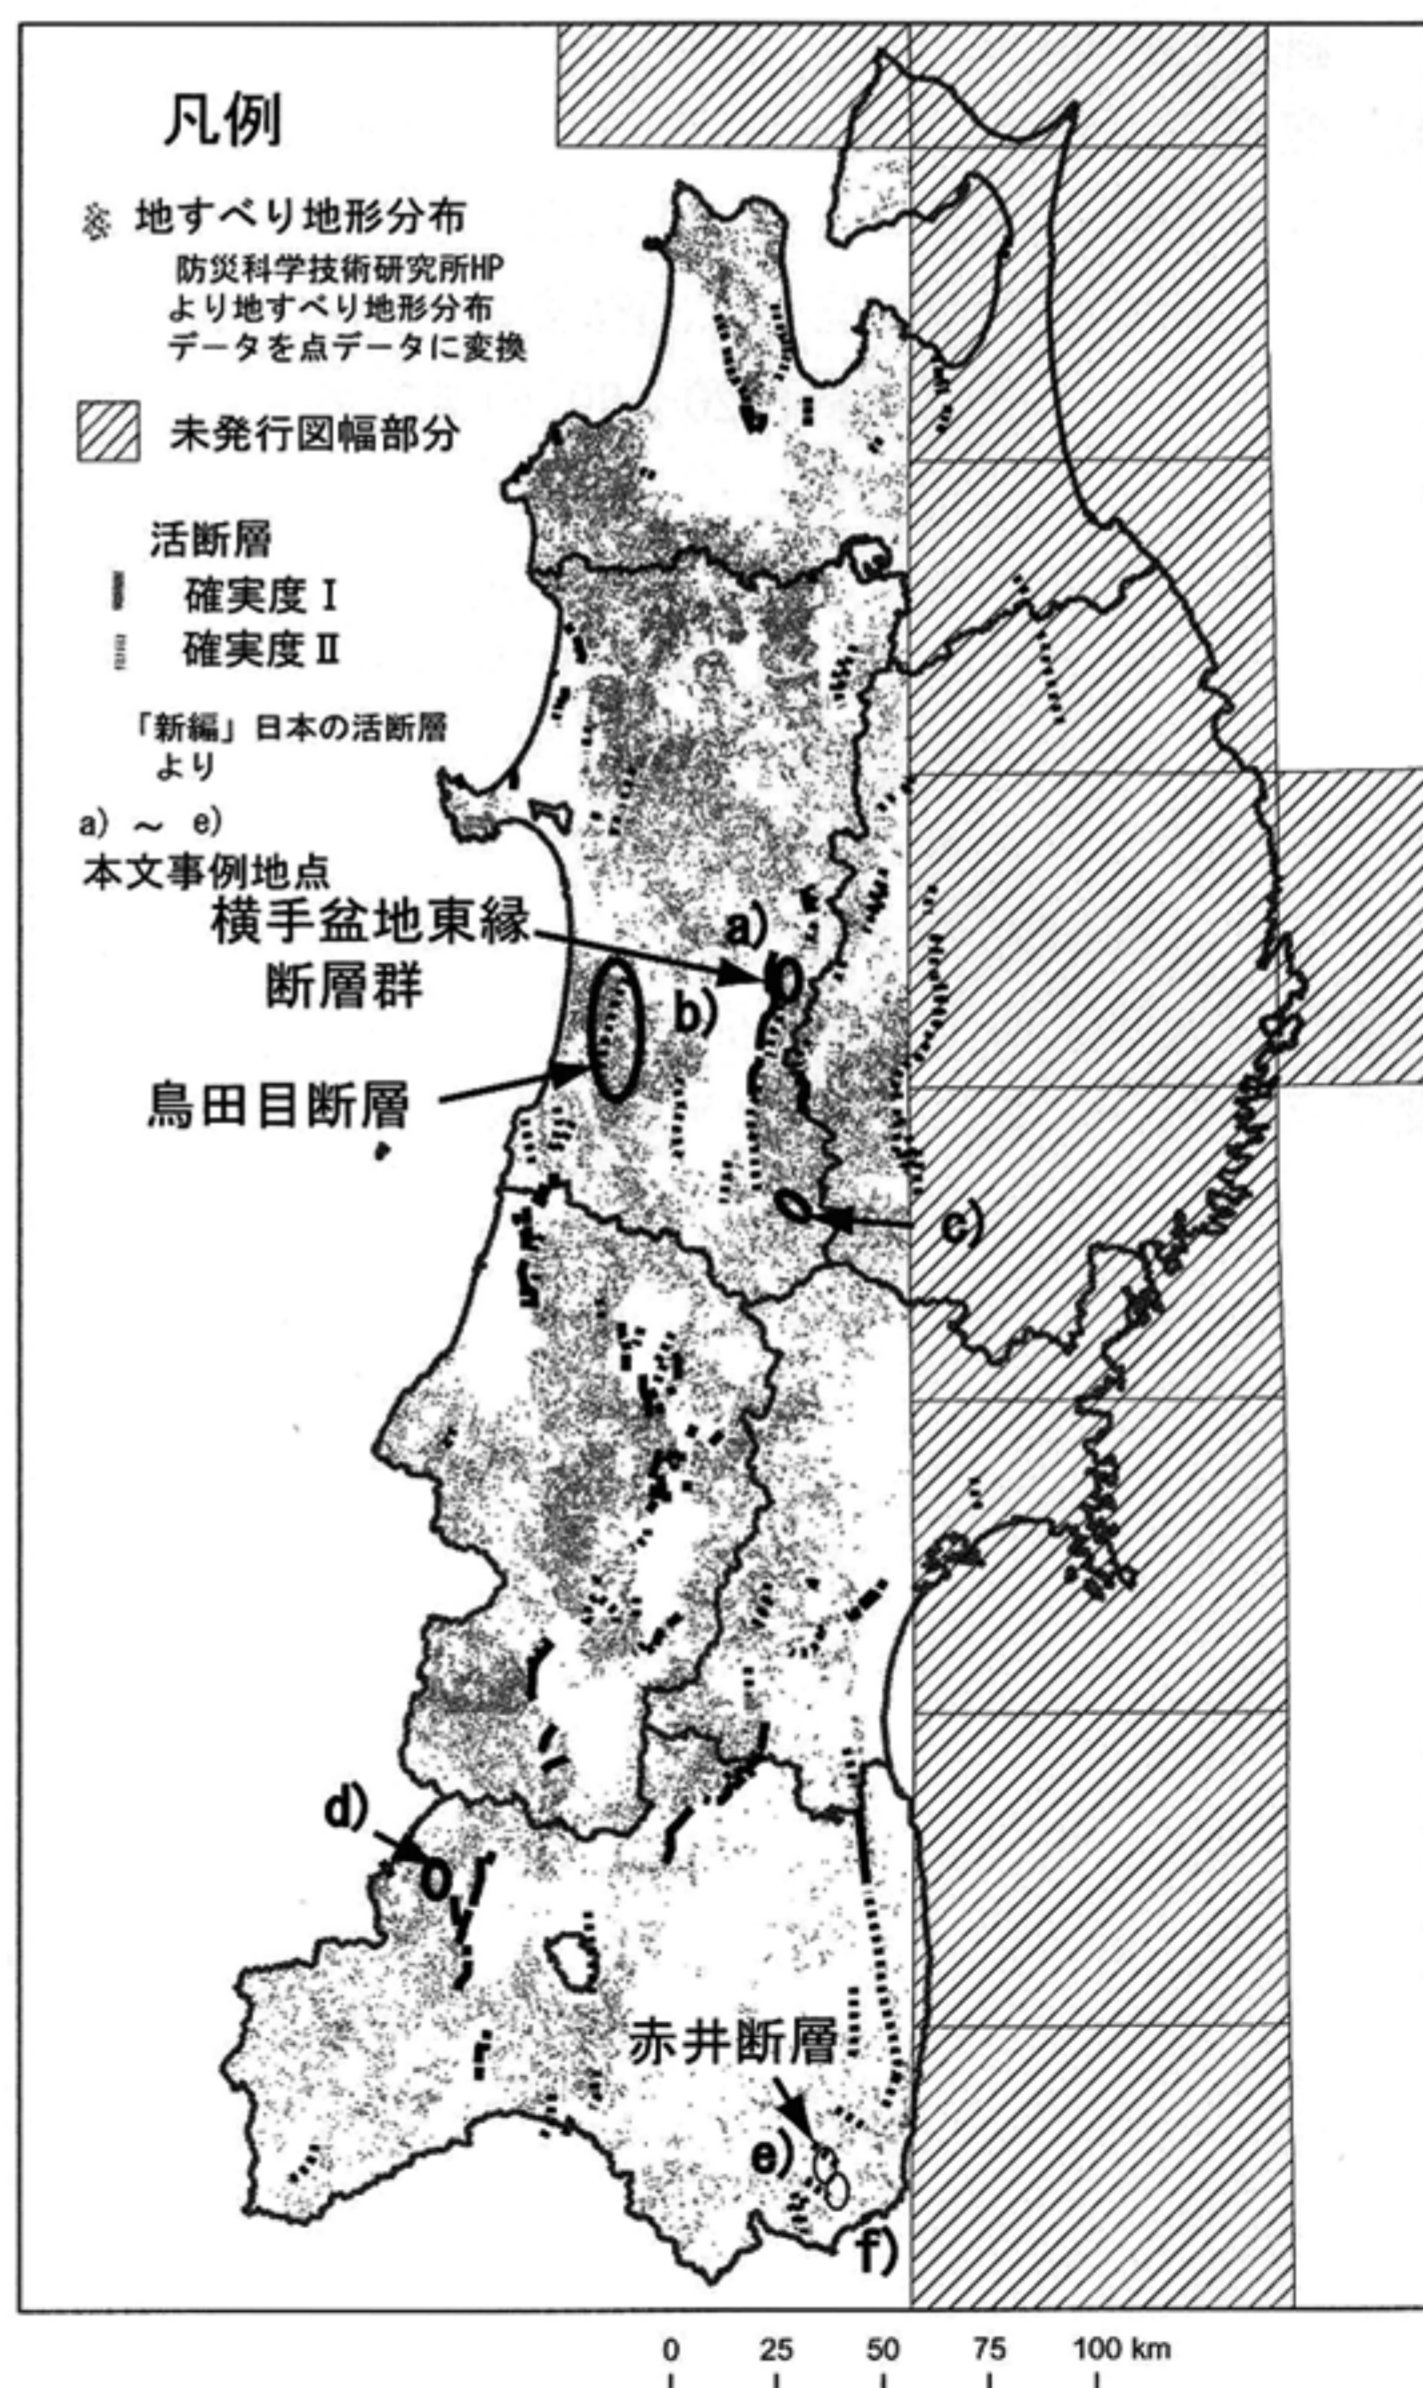 凡例
地すべり地形分布
防災科学技術研究所HP
より地すべり地形分布
データを点データに変換
未発行図幅部分
活断層
確実度Ⅰ
確実度Ⅱ
「新編」日本の活断層
より
a) ～ e)
本文事例地点
横手盆地東縁
断層群
a)
b)
鳥田目断層
c)
d)
赤井断層
e)
f)
0 25 50 75 100 km